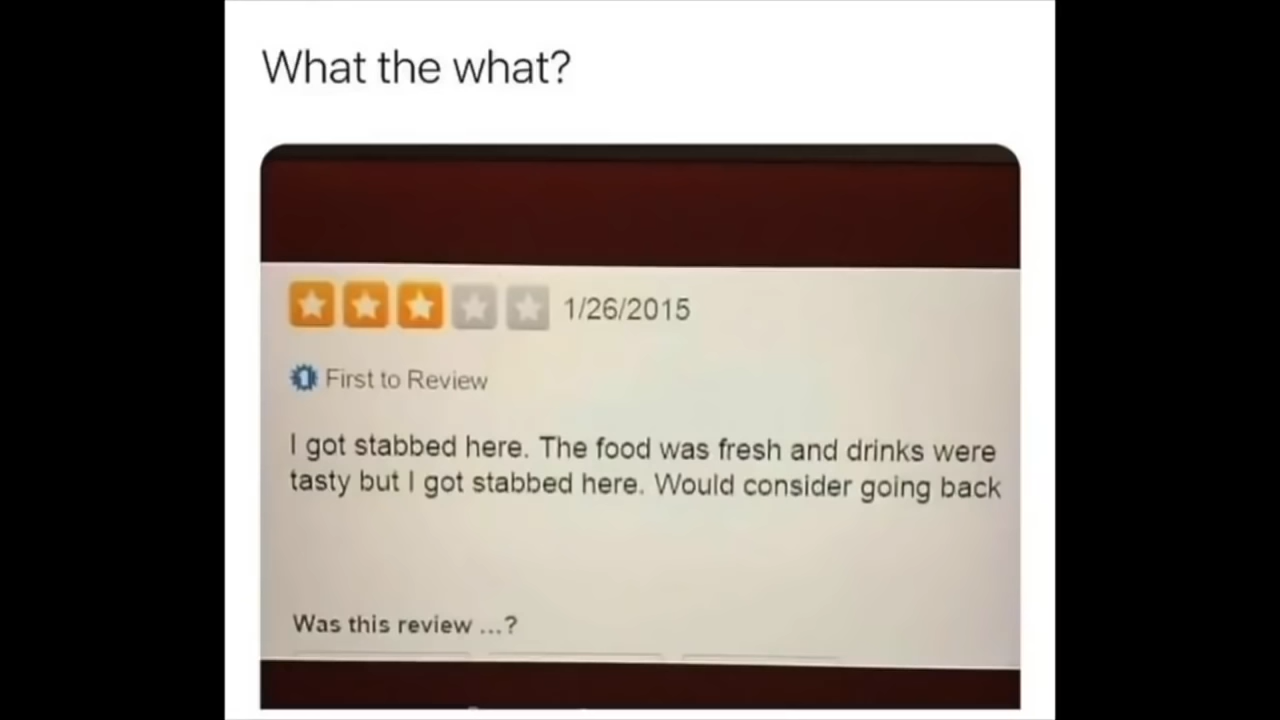 What the what?
1/26/2015
First to Review
I got stabbed here. The food was fresh and drinks were
tasty but I got stabbed here. Would consider going back
Was this review ...?